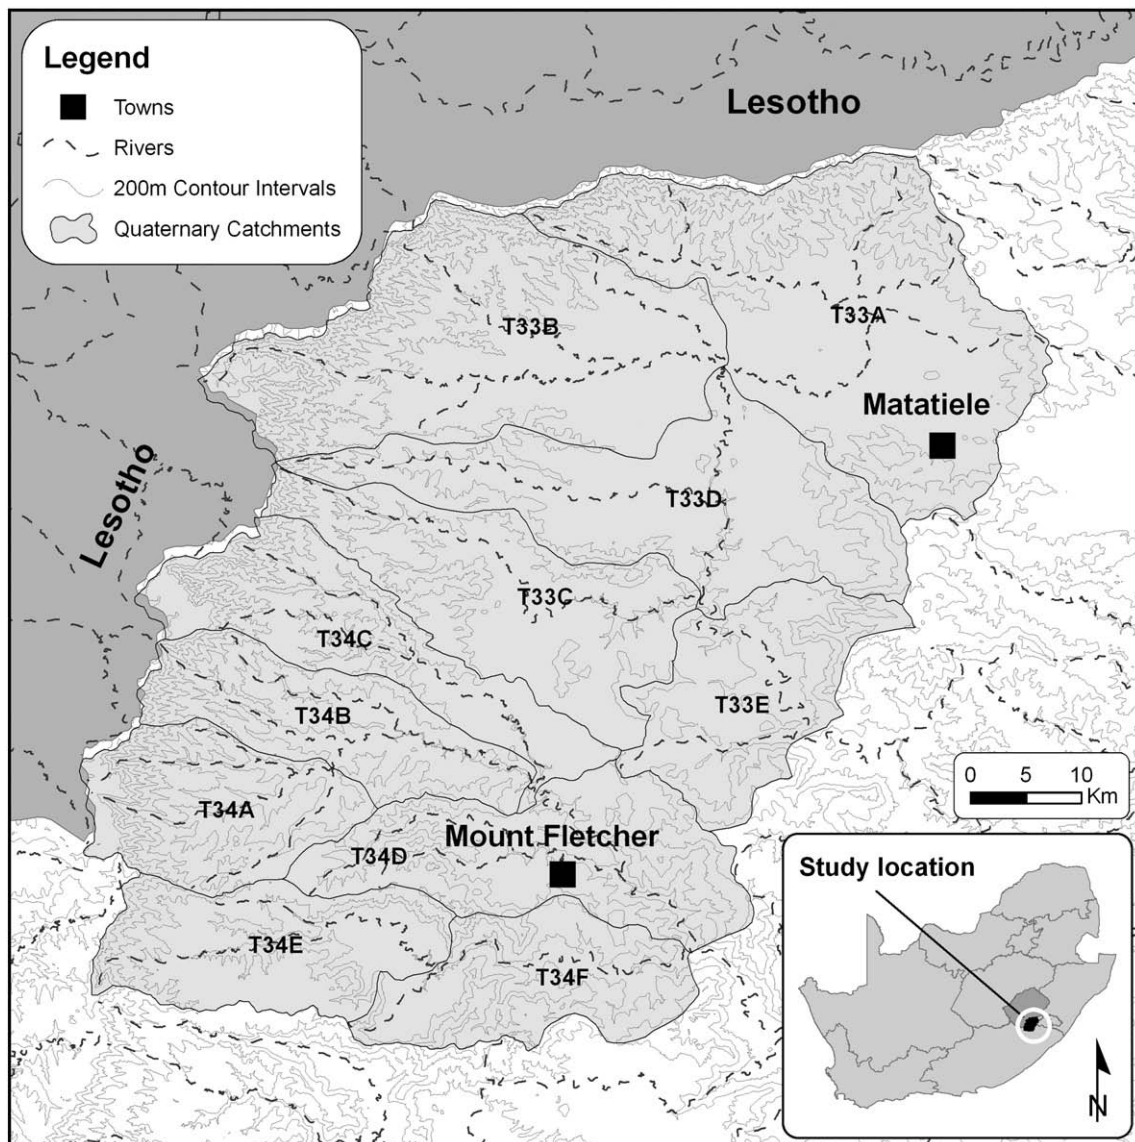 Legend
Towns
Rivers
200m Contour Intervals
Quaternary Catchments
Lesotho
Lesotho
T33B
T33A
Matatiele
T33D
T33C
T34C
T33E
T34B
T34A
T34D
Mount Fletcher
T34E
T34F
0 5 10
Km
Study location
N